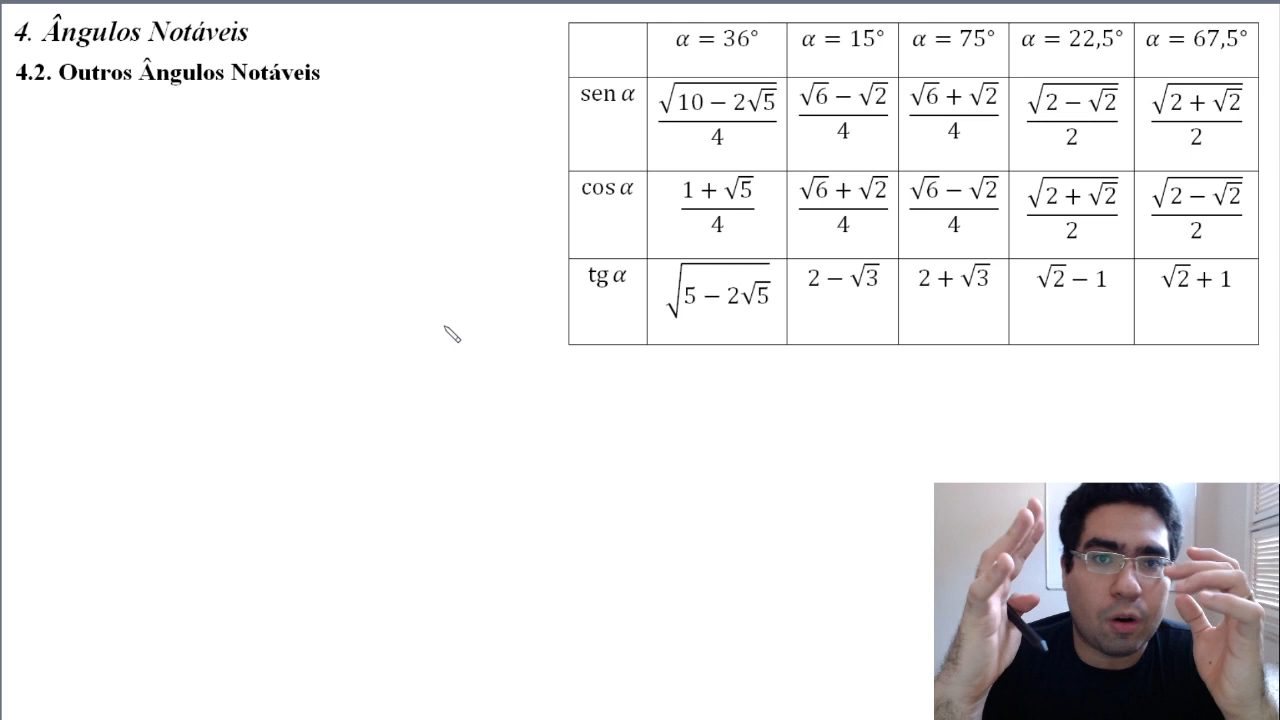 4. Ângulos Notáveis
4.2. Outros Ângulos Notáveis
α = 36° α = 15° α = 75° α = 22,5° α = 67,5°
sen α √(10 − 2√5)/4 (√6 − √2)/4 (√6 + √2)/4 √(2 − √2)/2 √(2 + √2)/2
cos α (1 + √5)/4 (√6 + √2)/4 (√6 − √2)/4 √(2 + √2)/2 √(2 − √2)/2
tg α √(5 − 2√5) 2 − √3 2 + √3 √2 − 1 √2 + 1